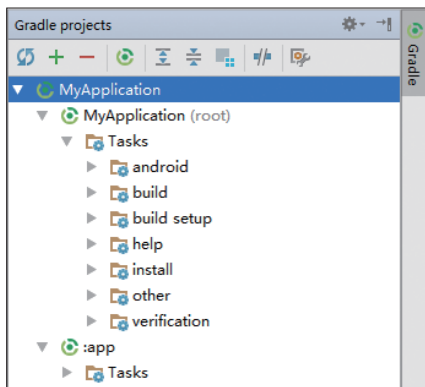 Gradle projects
Gradle
MyApplication
MyApplication (root)
Tasks
android
build
build setup
help
install
other
verification
:app
Tasks